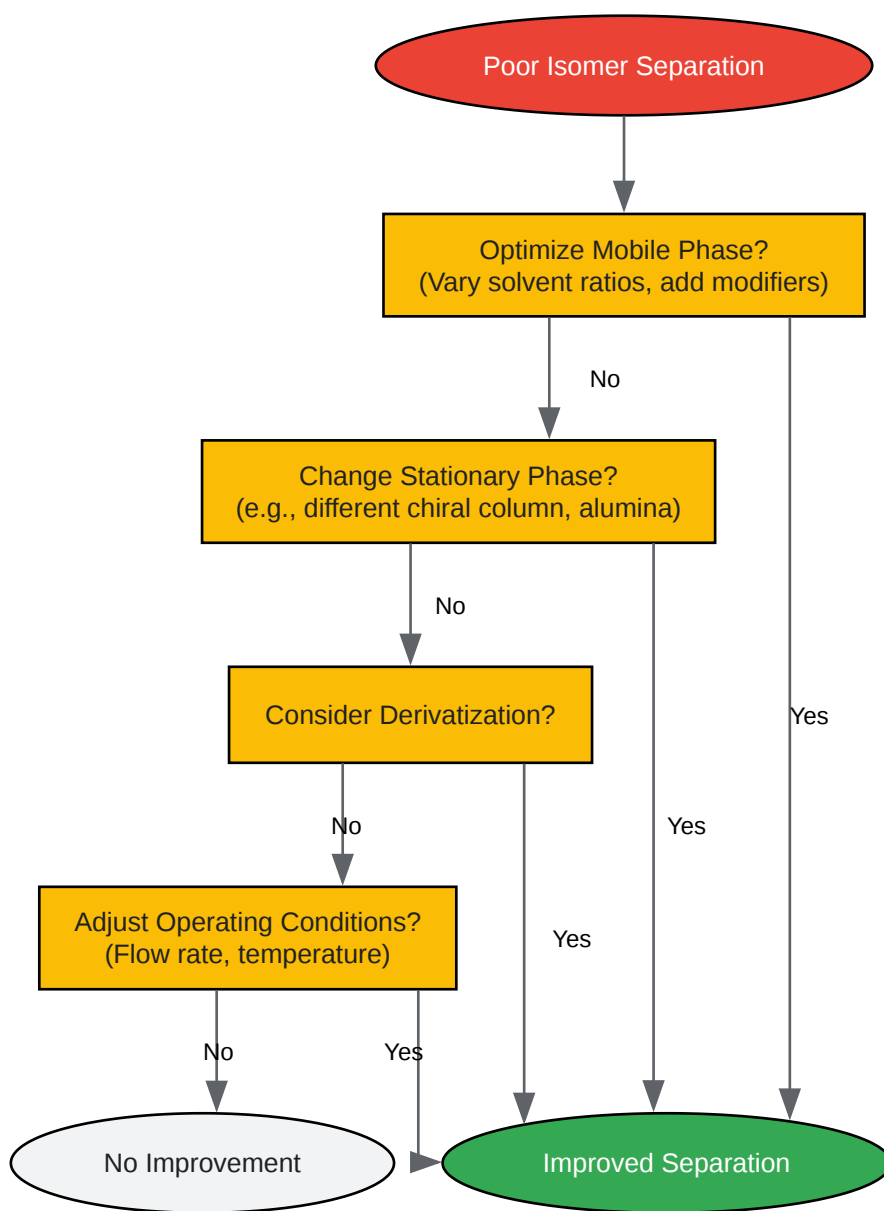 Poor Isomer Separation
Optimize Mobile Phase?
(Vary solvent ratios, add modifiers)
No
Change Stationary Phase?
(e.g., different chiral column, alumina)
No
Consider Derivatization?
Yes
No
Yes
Adjust Operating Conditions?
(Flow rate, temperature)
Yes
No
Yes
No Improvement
Improved Separation